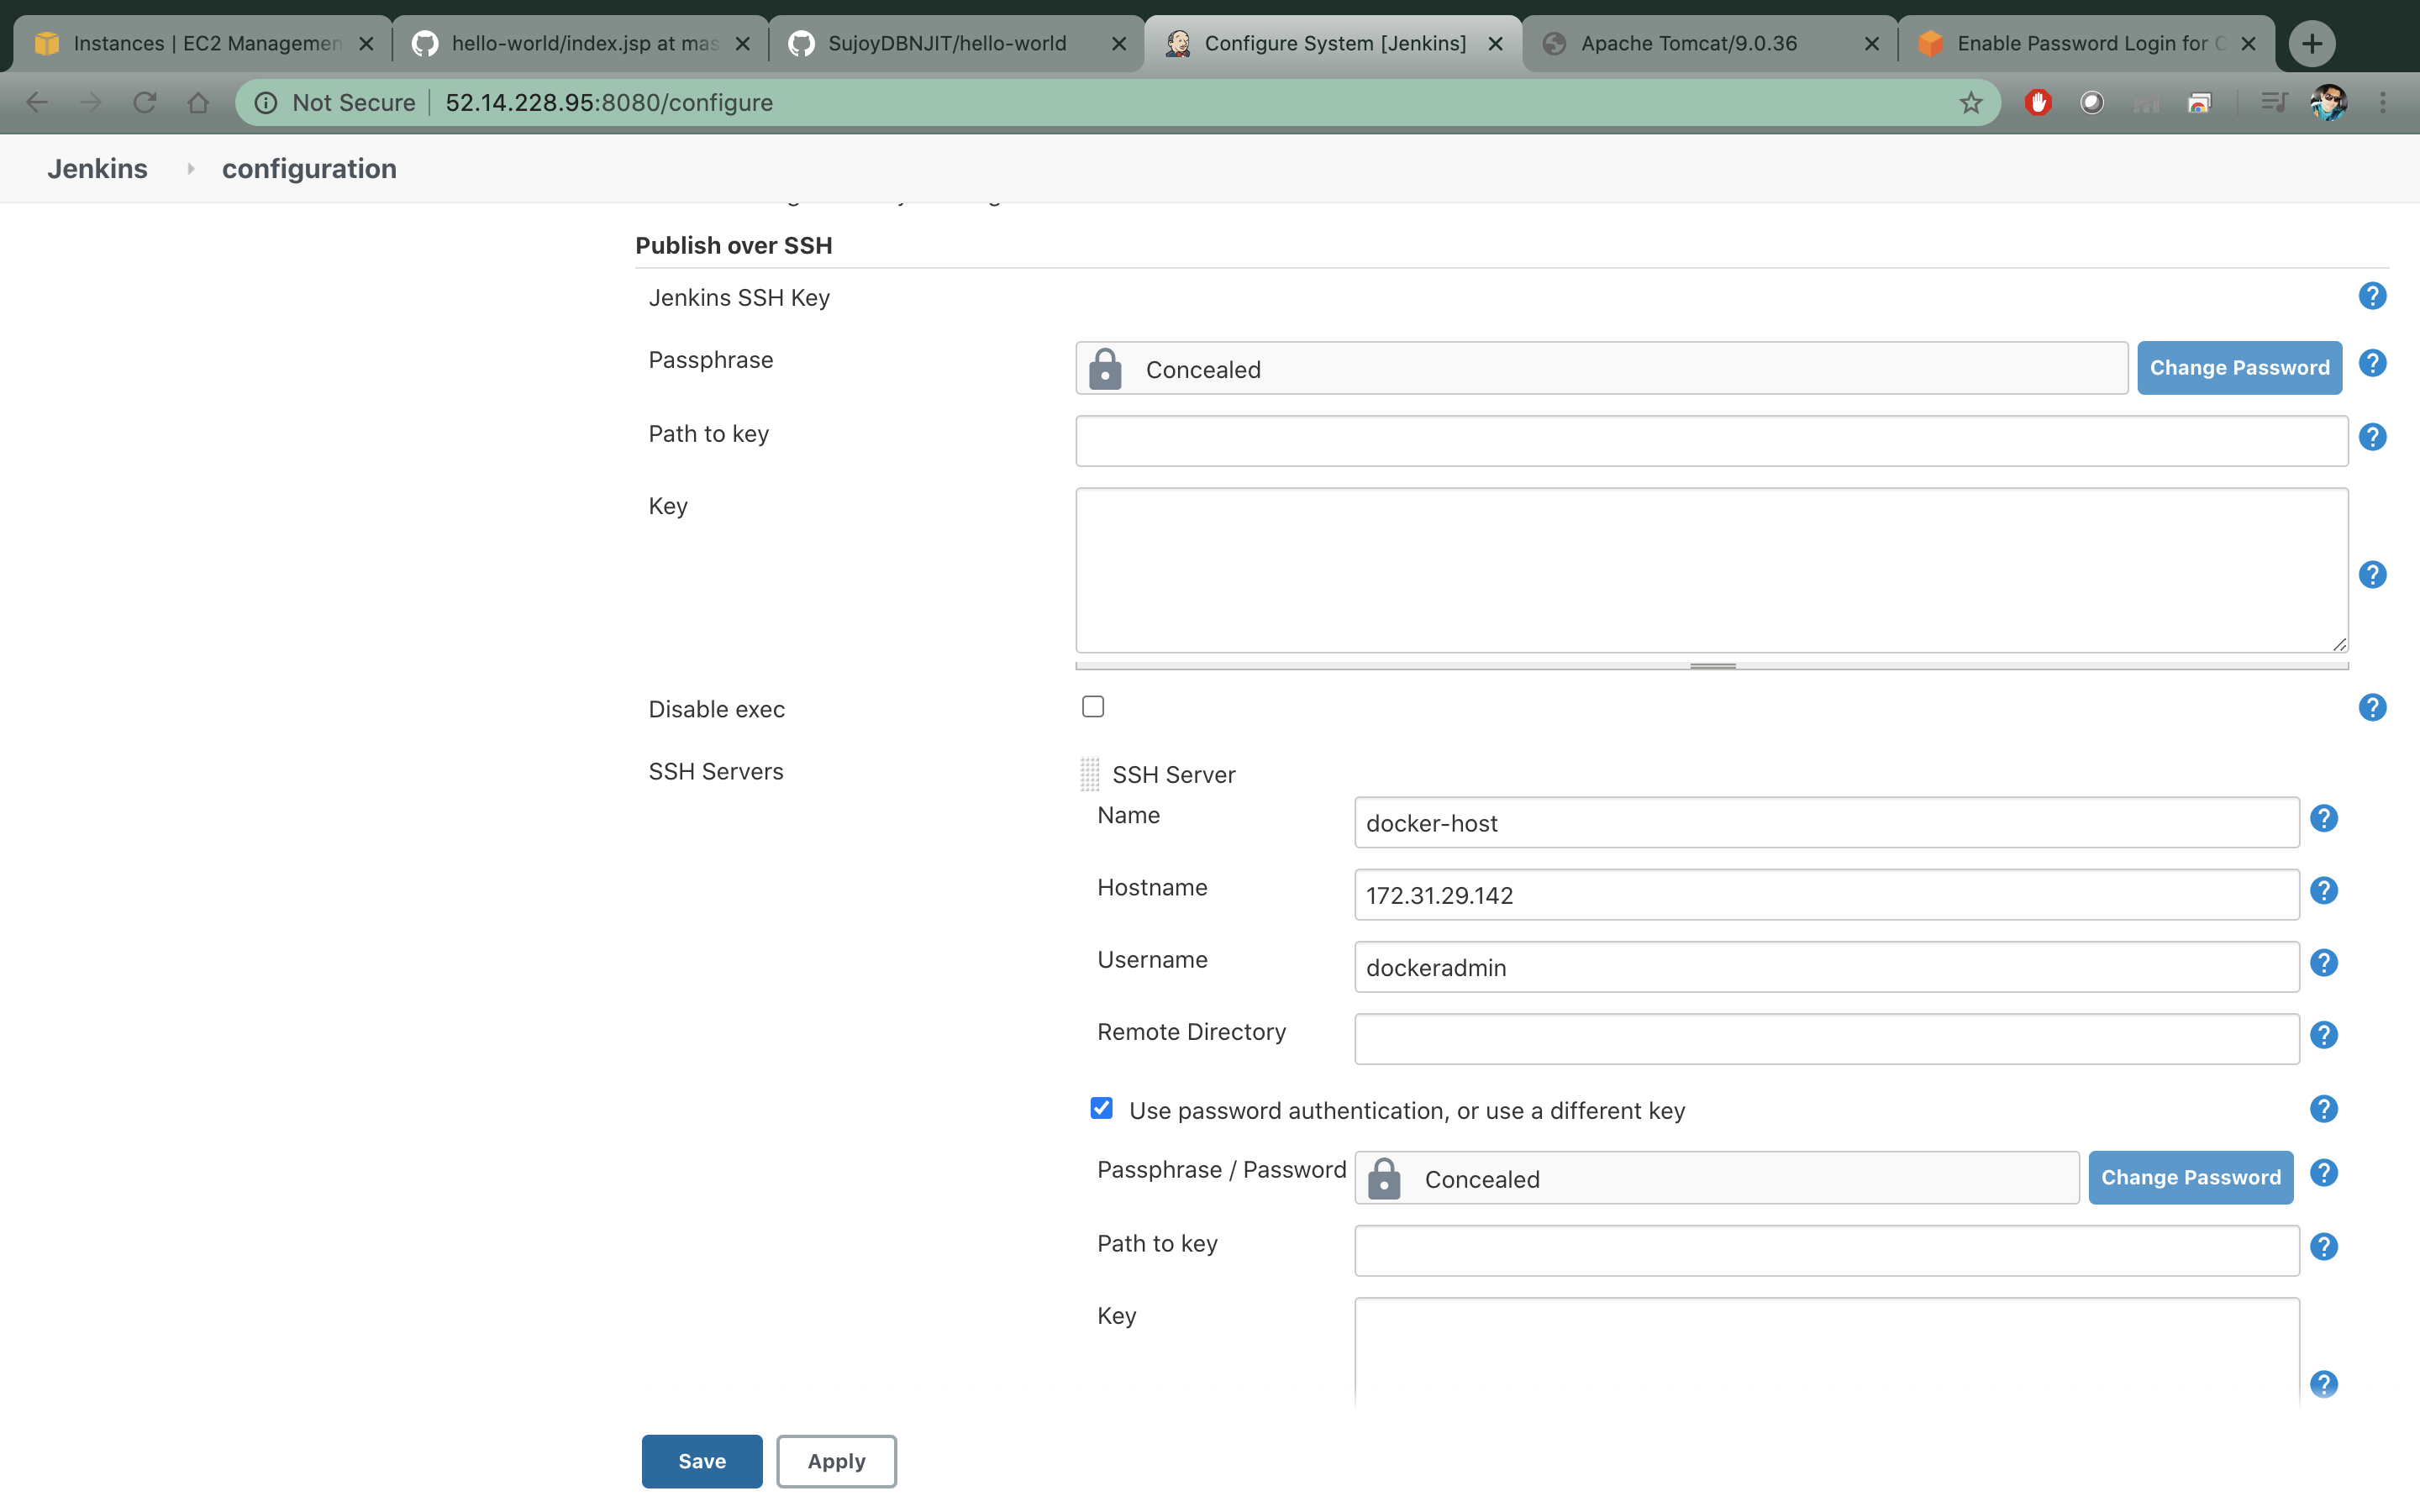 Instances | EC2 Managemen
hello-world/index.jsp at mas
SujoyDBNJIT/hello-world
Configure System [Jenkins]
Apache Tomcat/9.0.36
Enable Password Login for C
Not Secure
52.14.228.95:8080/configure
Jenkins
configuration
Publish over SSH
Jenkins SSH Key
Passphrase
Concealed
Change Password
Path to key
Key
Disable exec
SSH Servers
SSH Server
Name
docker-host
Hostname
172.31.29.142
Username
dockeradmin
Remote Directory
Use password authentication, or use a different key
Passphrase / Password
Concealed
Change Password
Path to key
Key
Save
Apply